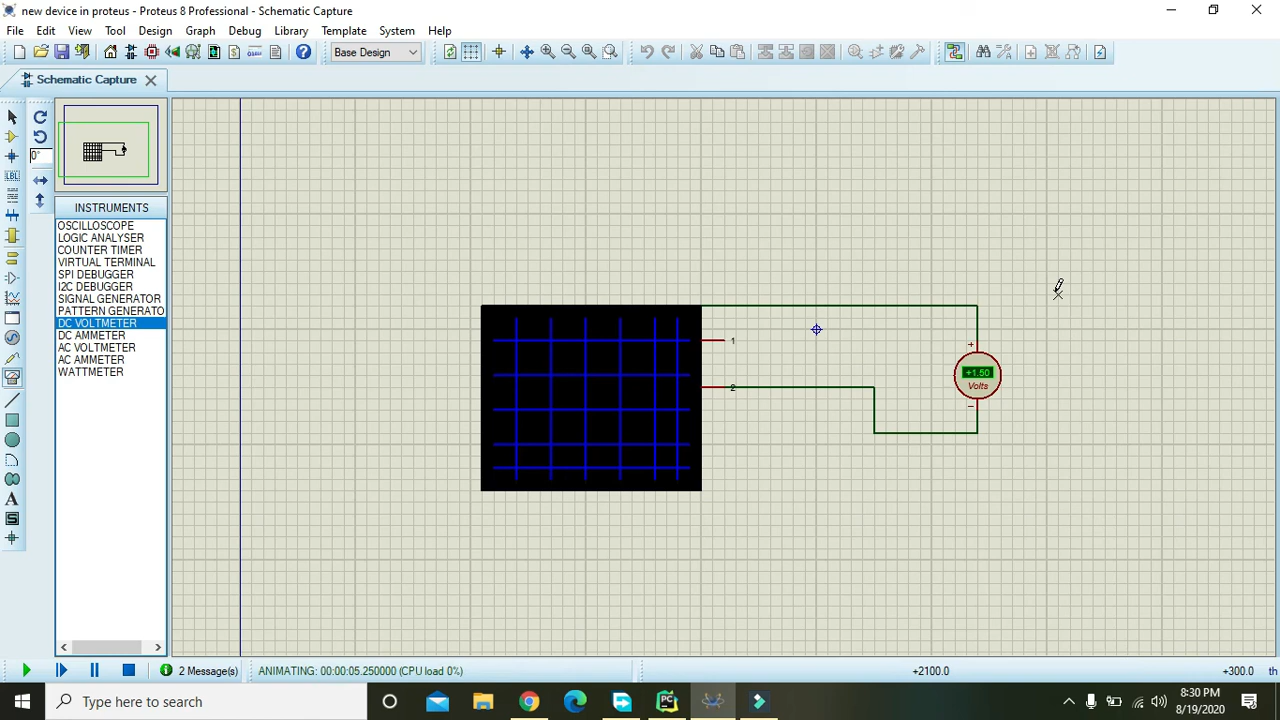 new device in proteus - Proteus 8 Professional - Schematic Capture
File Edit View Tool Design Graph Debug Library Template System Help
Base Design
Schematic Capture
LBL
0°
INSTRUMENTS
OSCILLOSCOPE
LOGIC ANALYSER
COUNTER TIMER
VIRTUAL TERMINAL
SPI DEBUGGER
I2C DEBUGGER
SIGNAL GENERATOR
PATTERN GENERATO
DC VOLTMETER
DC AMMETER
AC VOLTMETER
AC AMMETER
WATTMETER
A
S
1
2
+
+1.50
Volts
−
2 Message(s)
ANIMATING: 00:00:05.250000 (CPU load 0%)
+2100.0
+300.0
th
Type here to search
PC
8:30 PM
8/19/2020